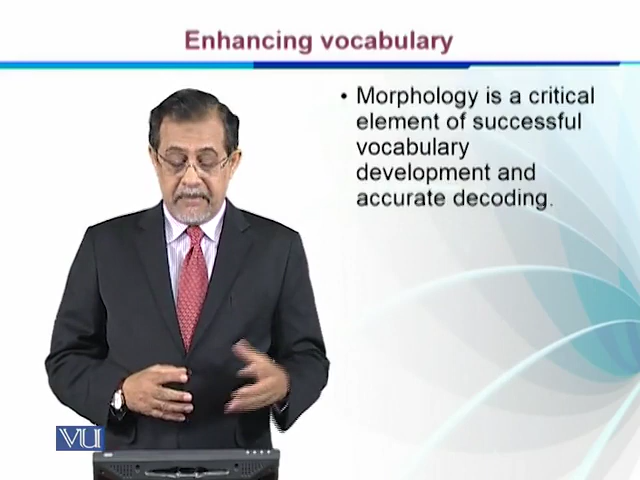 Enhancing vocabulary
• Morphology is a critical
element of successful
vocabulary
development and
accurate decoding.
VU